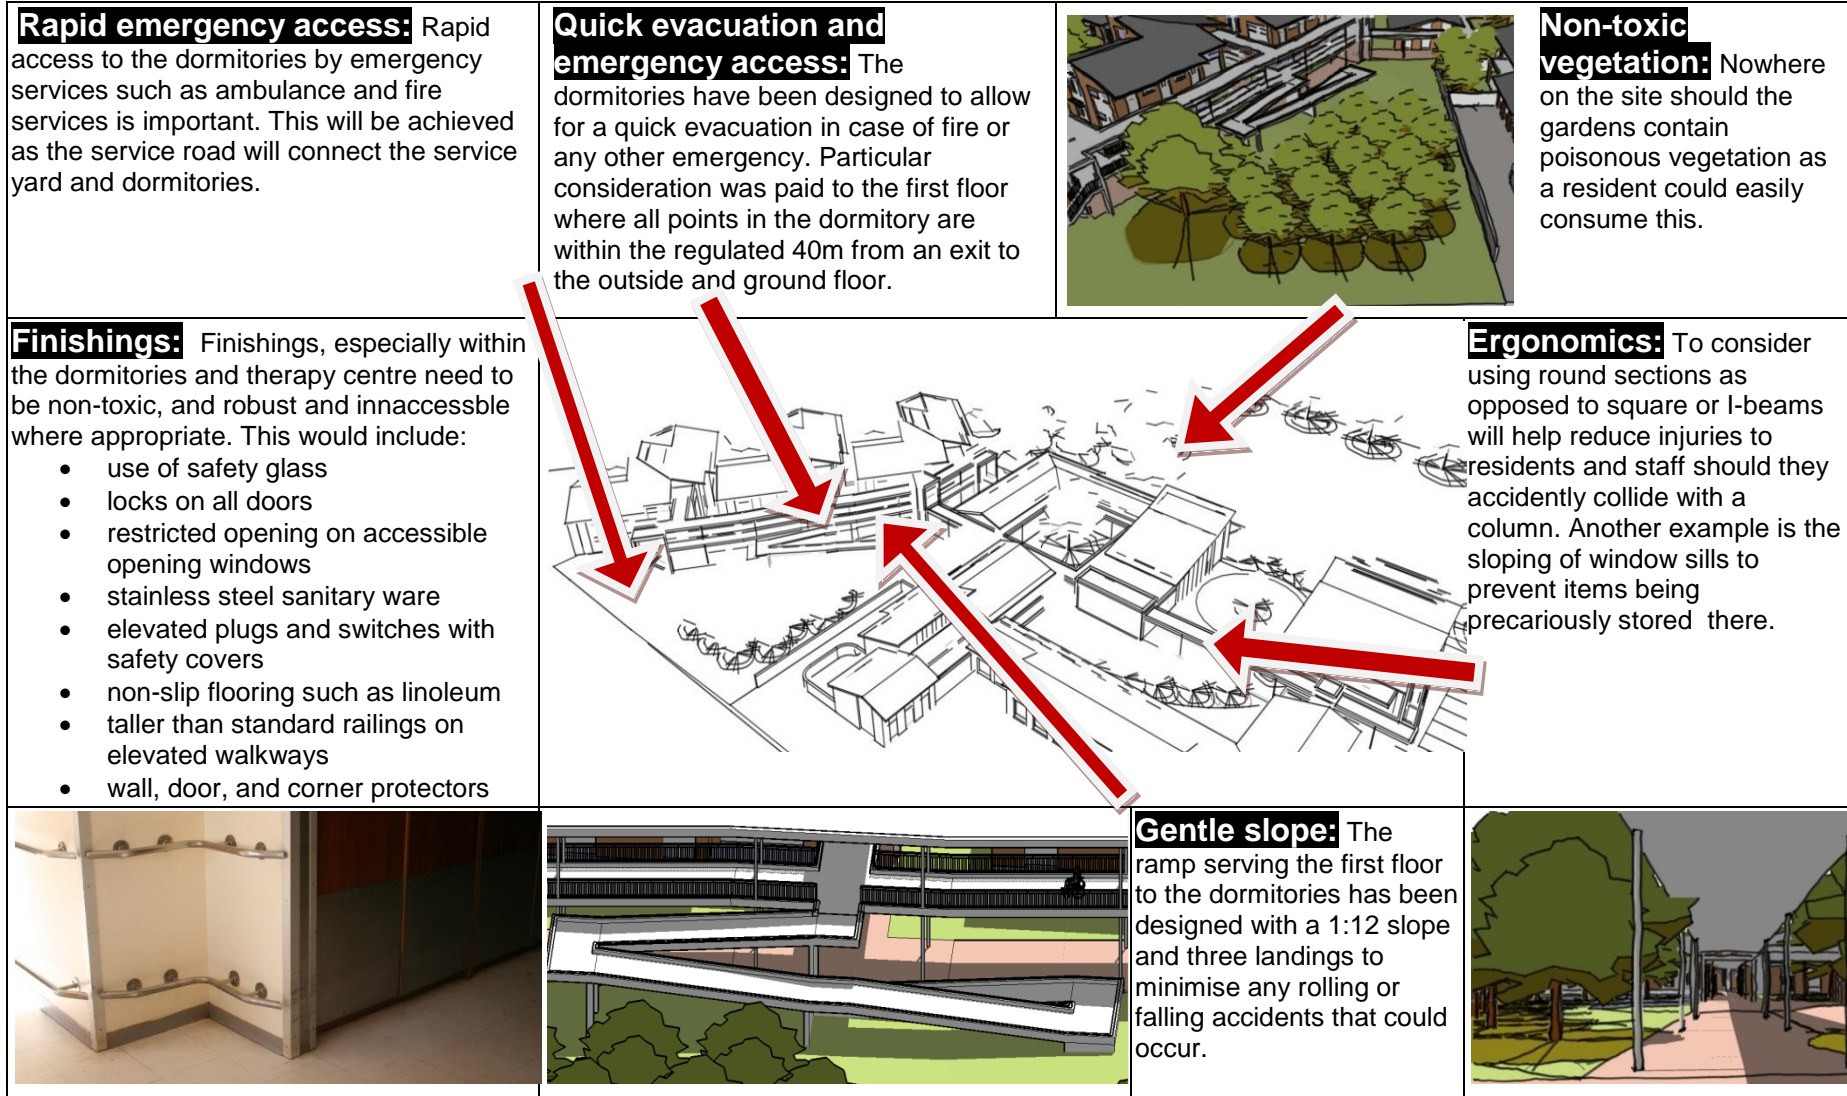 Rapid emergency access: Rapid
access to the dormitories by emergency
services such as ambulance and fire
services is important. This will be achieved
as the service road will connect the service
yard and dormitories.
Quick evacuation and
emergency access: The
dormitories have been designed to allow
for a quick evacuation in case of fire or
any other emergency. Particular
consideration was paid to the first floor
where all points in the dormitory are
within the regulated 40m from an exit to
the outside and ground floor.
Non-toxic
vegetation: Nowhere
on the site should the
gardens contain
poisonous vegetation as
a resident could easily
consume this.
Finishings: Finishings, especially within
the dormitories and therapy centre need to
be non-toxic, and robust and innaccessble
where appropriate. This would include:
• use of safety glass
• locks on all doors
• restricted opening on accessible
opening windows
• stainless steel sanitary ware
• elevated plugs and switches with
safety covers
• non-slip flooring such as linoleum
• taller than standard railings on
elevated walkways
• wall, door, and corner protectors
Ergonomics: To consider
using round sections as
opposed to square or I-beams
will help reduce injuries to
residents and staff should they
accidently collide with a
column. Another example is the
sloping of window sills to
prevent items being
precariously stored there.
Gentle slope: The
ramp serving the first floor
to the dormitories has been
designed with a 1:12 slope
and three landings to
minimise any rolling or
falling accidents that could
occur.